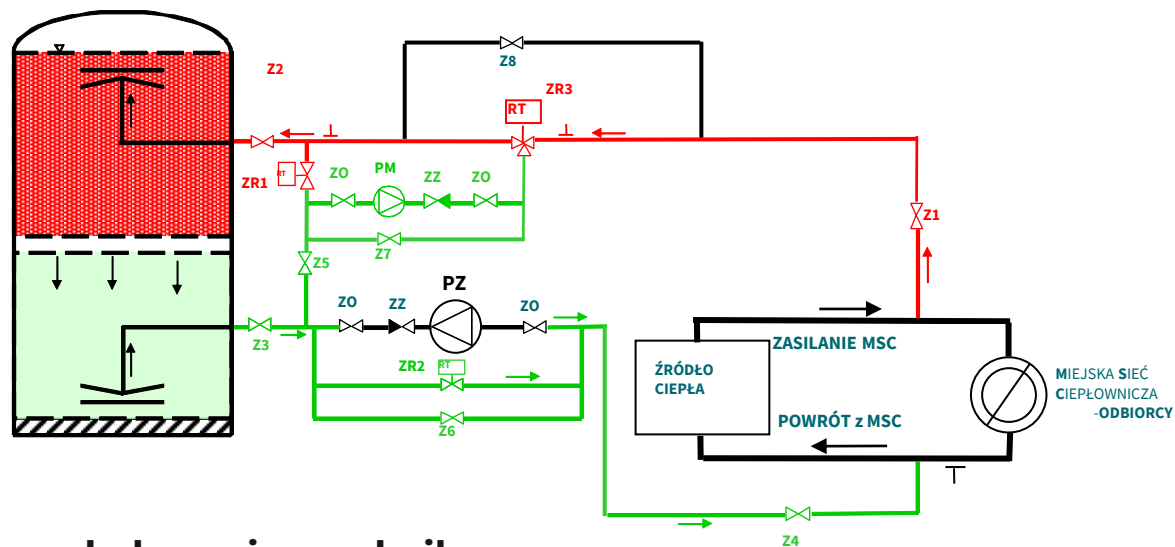 Z8
Z2
ZR3
RT
ZR1
RT
ZO
PM
ZZ
ZO
Z7
Z1
Z5
PZ
ZO
ZZ
ZO
Z3
ZR2
RT
Z6
ZASILANIE MSC
ŹRÓDŁO
CIEPŁA
POWRÓT z MSC
MIEJSKA SIEĆ
CIEPŁOWNICZA
-ODBIORCY
Z4